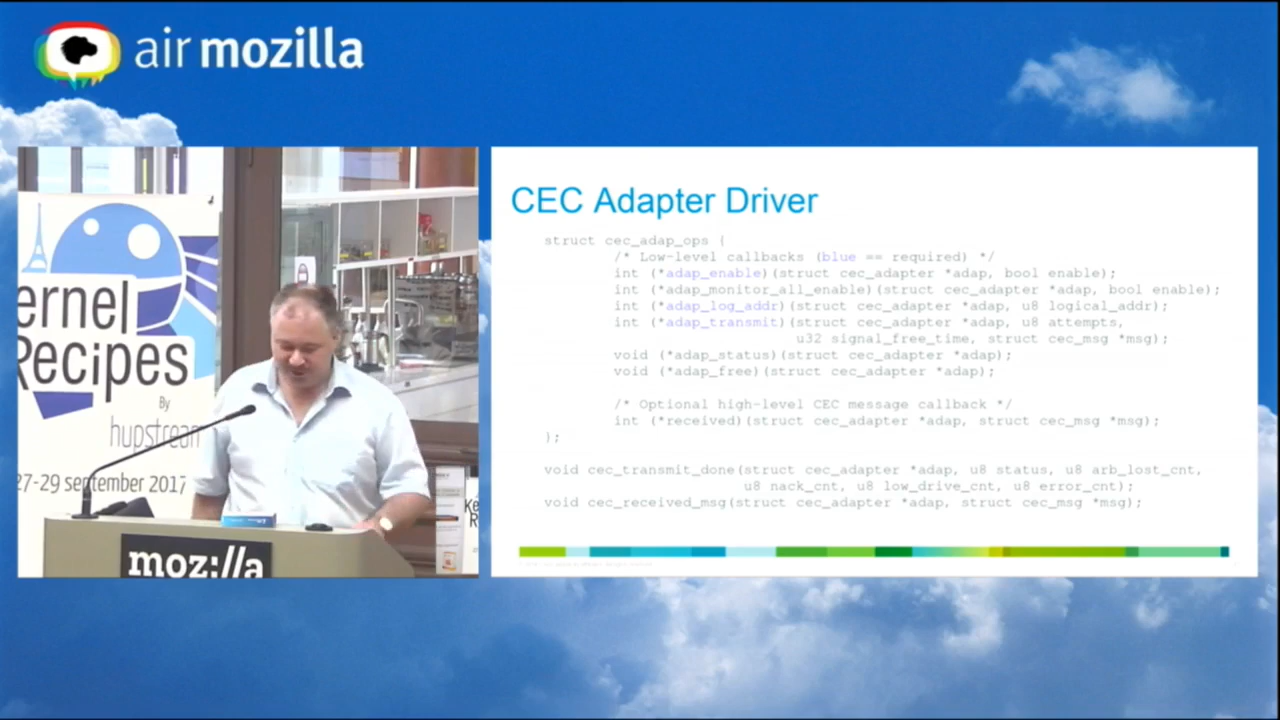 air mozilla
ernel
Recipes
By
hupstream
27-29 september 2017
moz://a
Ke
R
CEC Adapter Driver
struct cec_adap_ops {
/* Low-level callbacks (blue == required) */
int (*adap_enable)(struct cec_adapter *adap, bool enable);
int (*adap_monitor_all_enable)(struct cec_adapter *adap, bool enable);
int (*adap_log_addr)(struct cec_adapter *adap, u8 logical_addr);
int (*adap_transmit)(struct cec_adapter *adap, u8 attempts,
u32 signal_free_time, struct cec_msg *msg);
void (*adap_status)(struct cec_adapter *adap);
void (*adap_free)(struct cec_adapter *adap);
/* Optional high-level CEC message callback */
int (*received)(struct cec_adapter *adap, struct cec_msg *msg);
};
void cec_transmit_done(struct cec_adapter *adap, u8 status, u8 arb_lost_cnt,
u8 nack_cnt, u8 low_drive_cnt, u8 error_cnt);
void cec_received_msg(struct cec_adapter *adap, struct cec_msg *msg);